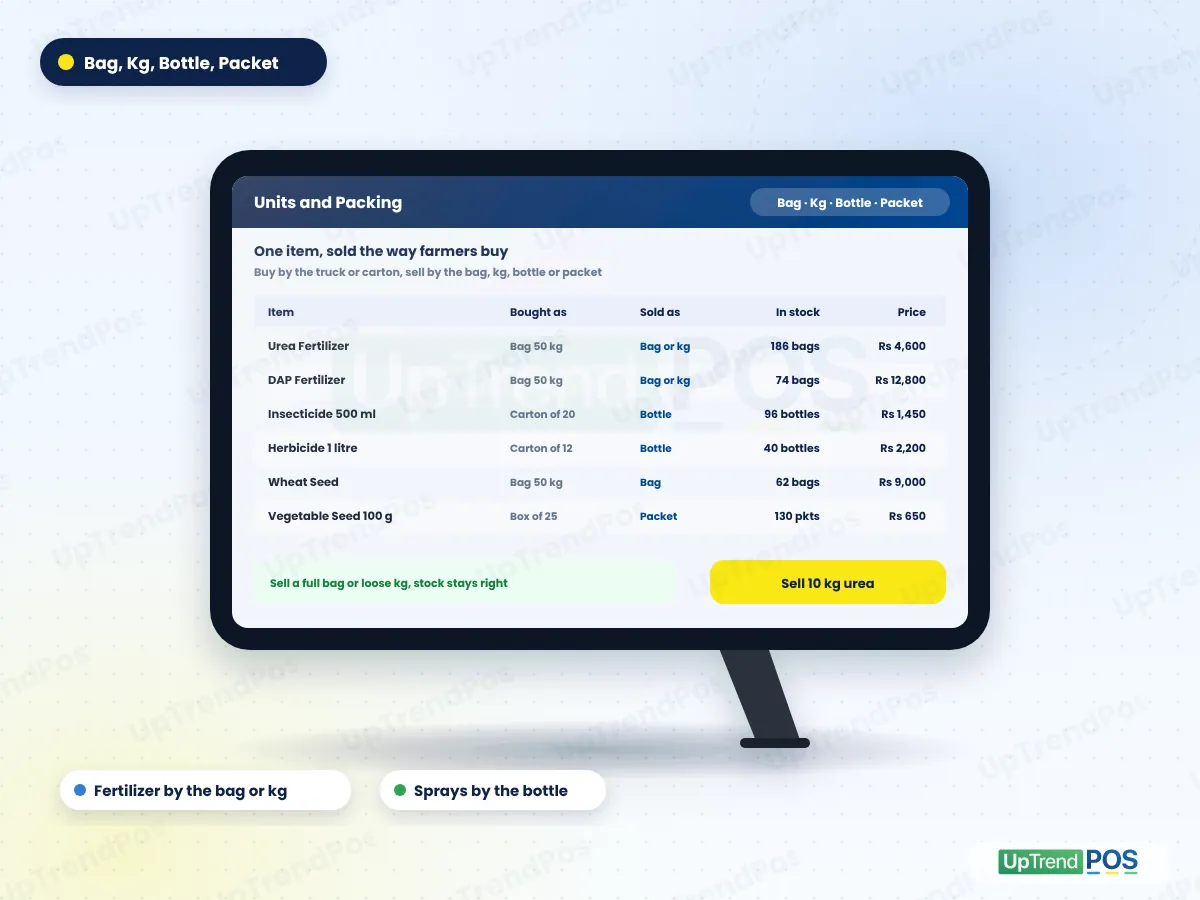 Bag, Kg, Bottle, Packet
Units and Packing
Bag · Kg · Bottle · Packet
One item, sold the way farmers buy
Buy by the truck or carton, sell by the bag, kg, bottle or packet
Item Bought as Sold as In stock Price
Urea Fertilizer Bag 50 kg Bag or kg 186 bags Rs 4,600
DAP Fertilizer Bag 50 kg Bag or kg 74 bags Rs 12,800
Insecticide 500 ml Carton of 20 Bottle 96 bottles Rs 1,450
Herbicide 1 litre Carton of 12 Bottle 40 bottles Rs 2,200
Wheat Seed Bag 50 kg Bag 62 bags Rs 9,000
Vegetable Seed 100 g Box of 25 Packet 130 pkts Rs 650
Sell a full bag or loose kg, stock stays right
Sell 10 kg urea
Fertilizer by the bag or kg
Sprays by the bottle
UpTrend POS